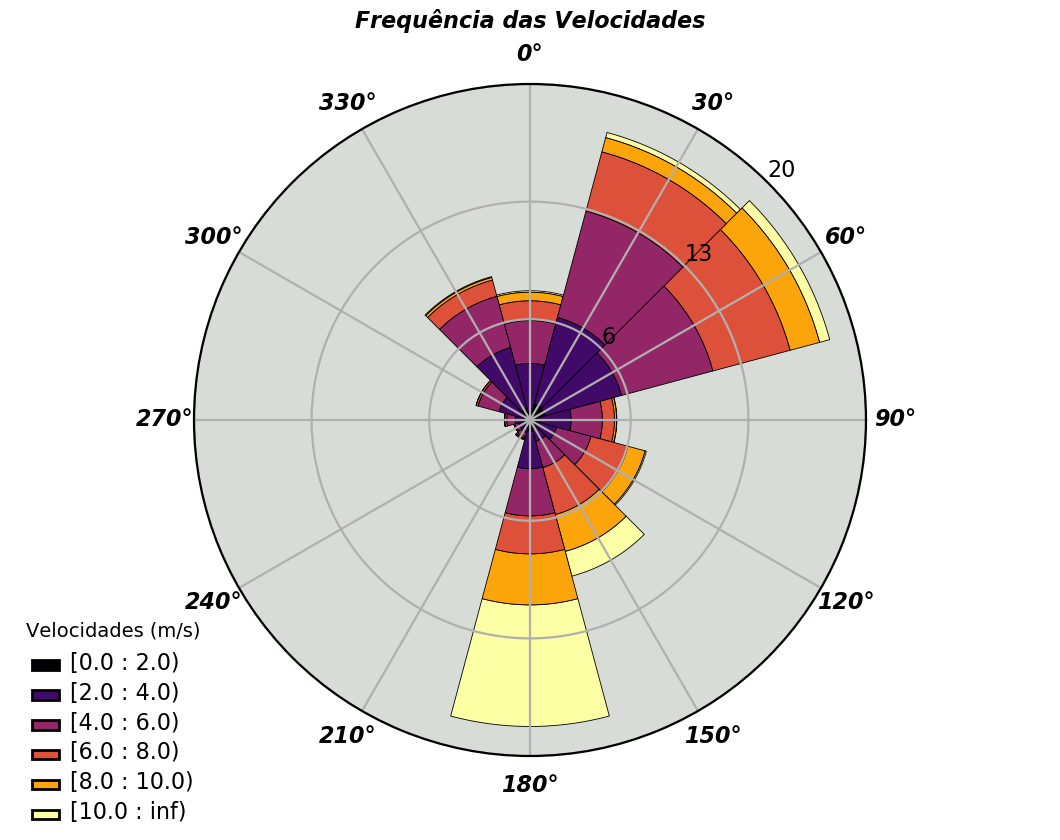 Frequência das Velocidades
0°
330°
30°
20
300°
60°
13
6
270°
90°
240°
120°
Velocidades (m/s)
[0.0 : 2.0)
[2.0 : 4.0)
[4.0 : 6.0)
210°
150°
[6.0 : 8.0)
180°
[8.0 : 10.0)
[10.0 : inf)